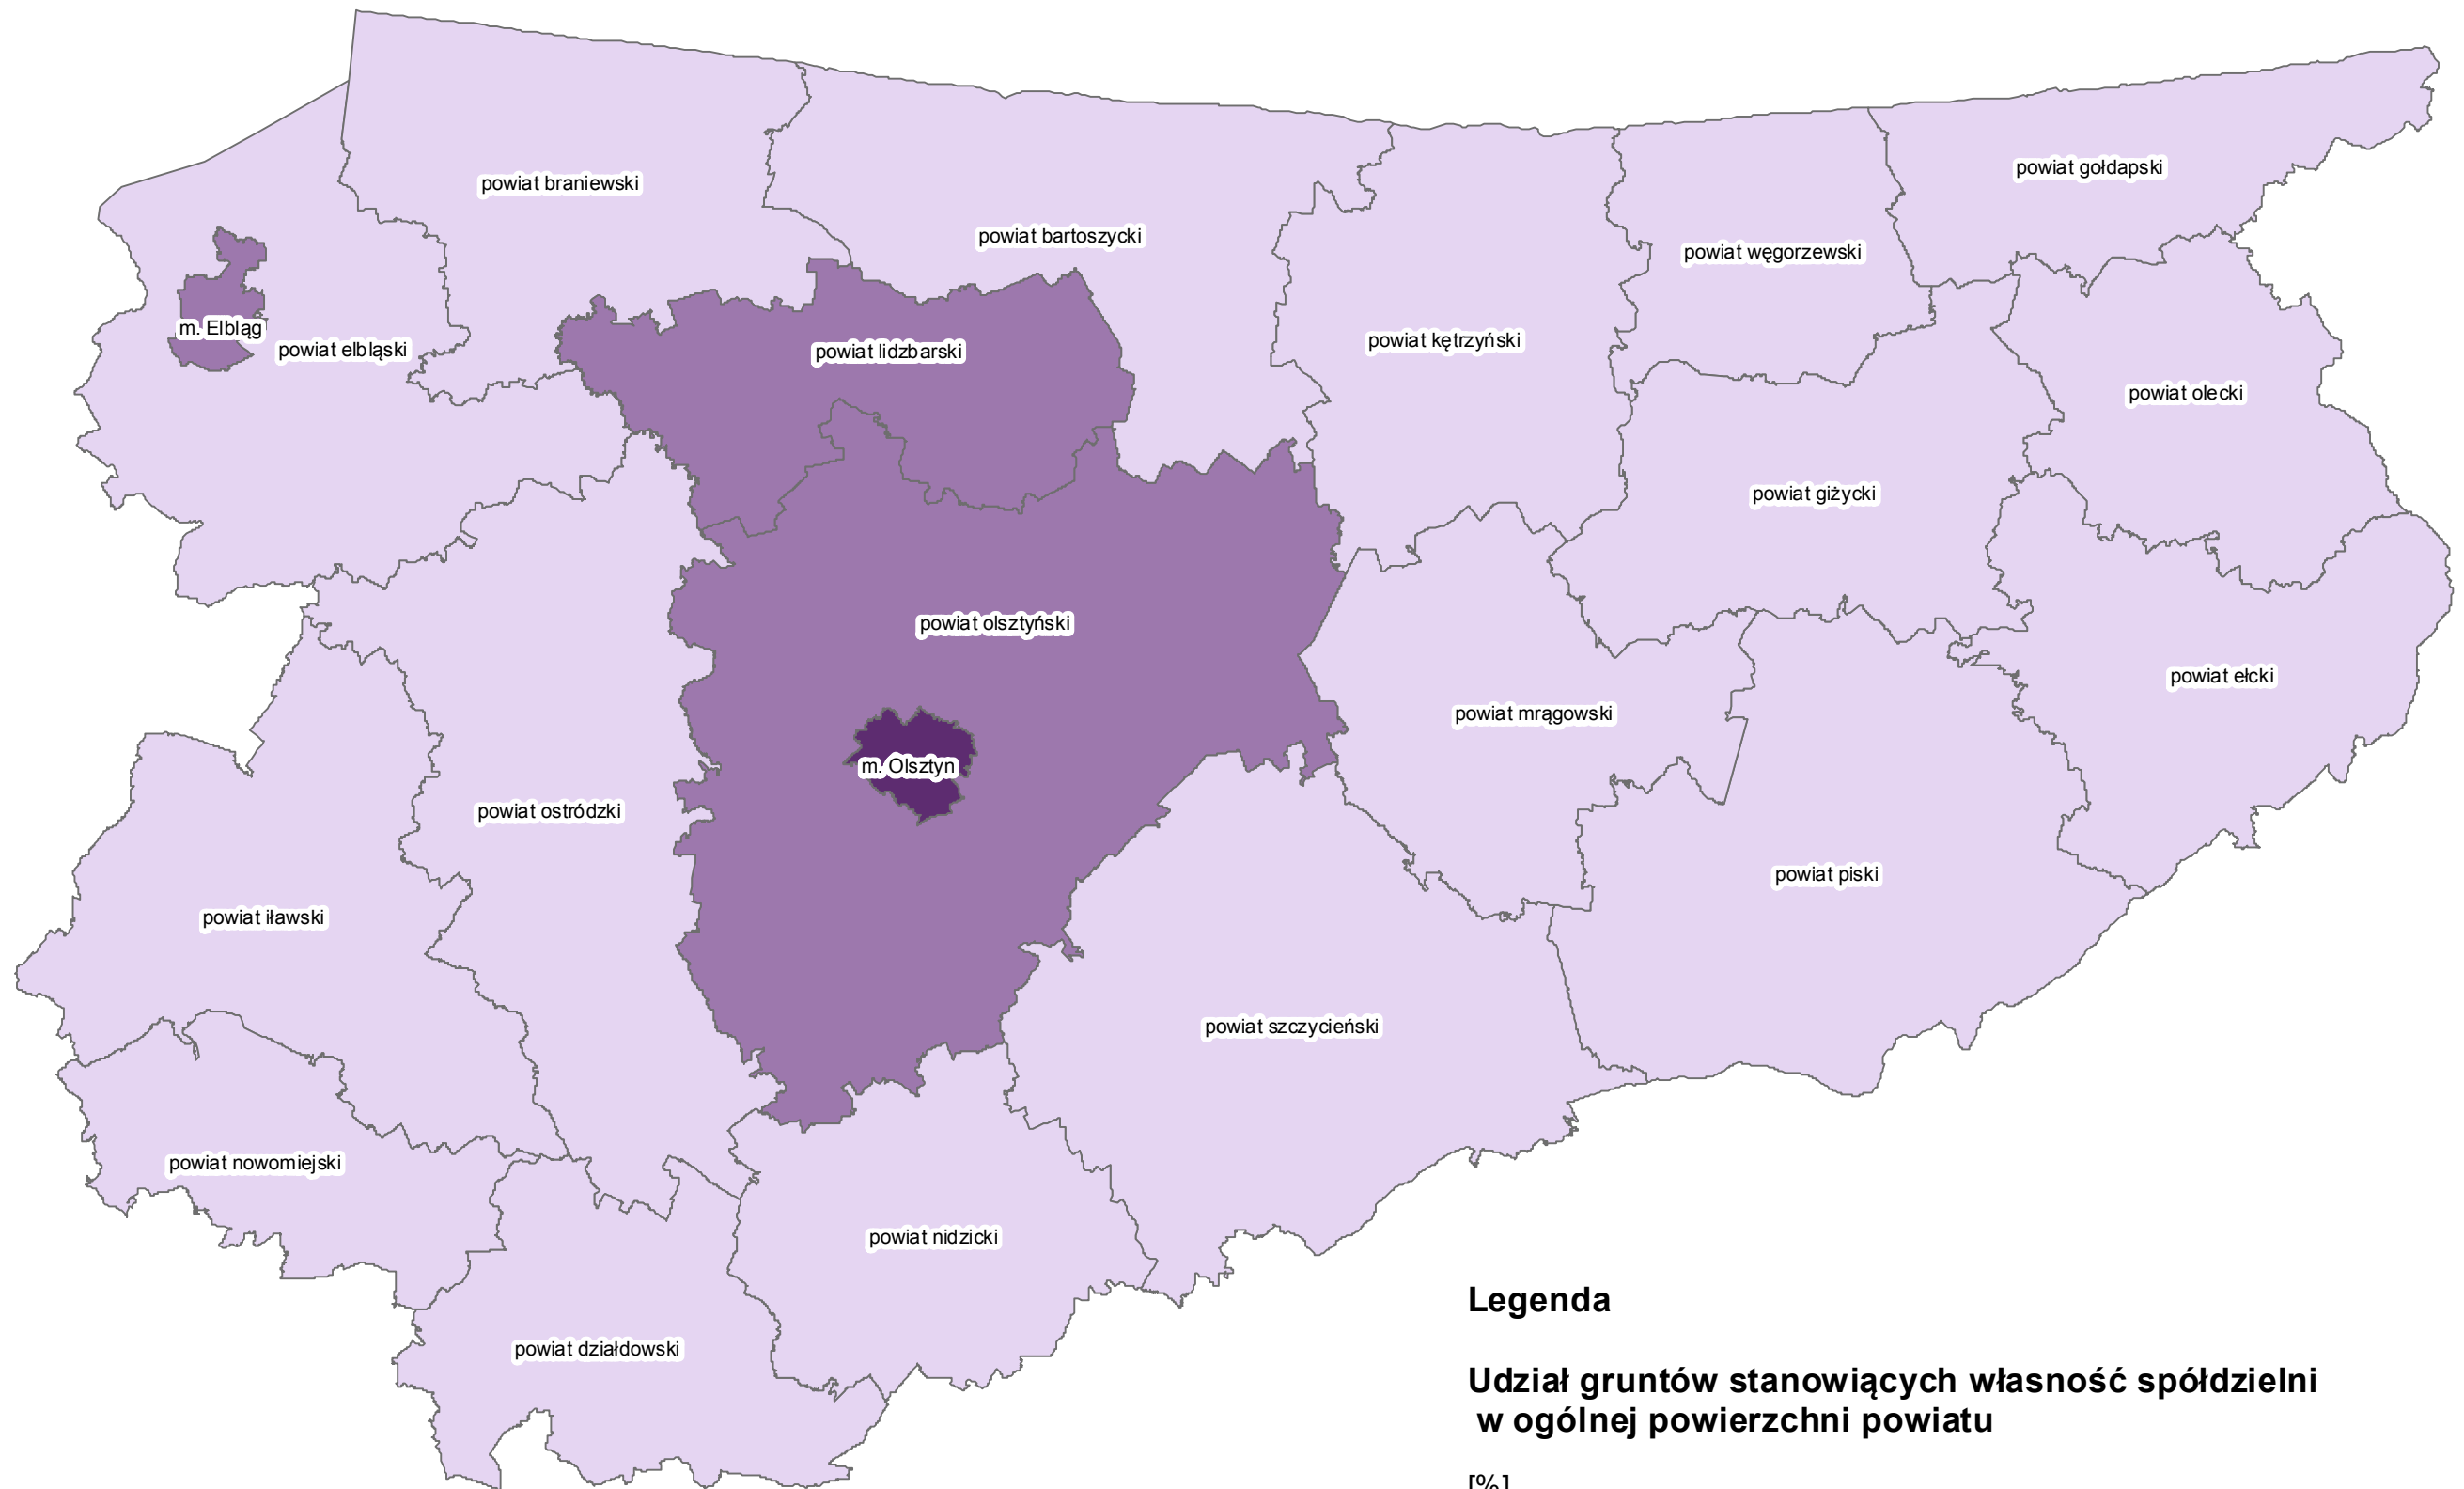 powiat gołdapski
powiat braniewski
powiat bartoszycki
powiat węgorzewski
m. Elbląg
powiat elbląski
powiat lidzbarski
powiat kętrzyński
powiat olecki
powiat giżycki
powiat olsztyński
powiat ełcki
powiat mrągowski
m. Olsztyn
powiat ostródzki
powiat piski
powiat iławski
powiat szczycieński
powiat nowomiejski
powiat nidzicki
powiat działdowski
Legenda
Udział gruntów stanowiących własność spółdzielni
w ogólnej powierzchni powiatu
[%]